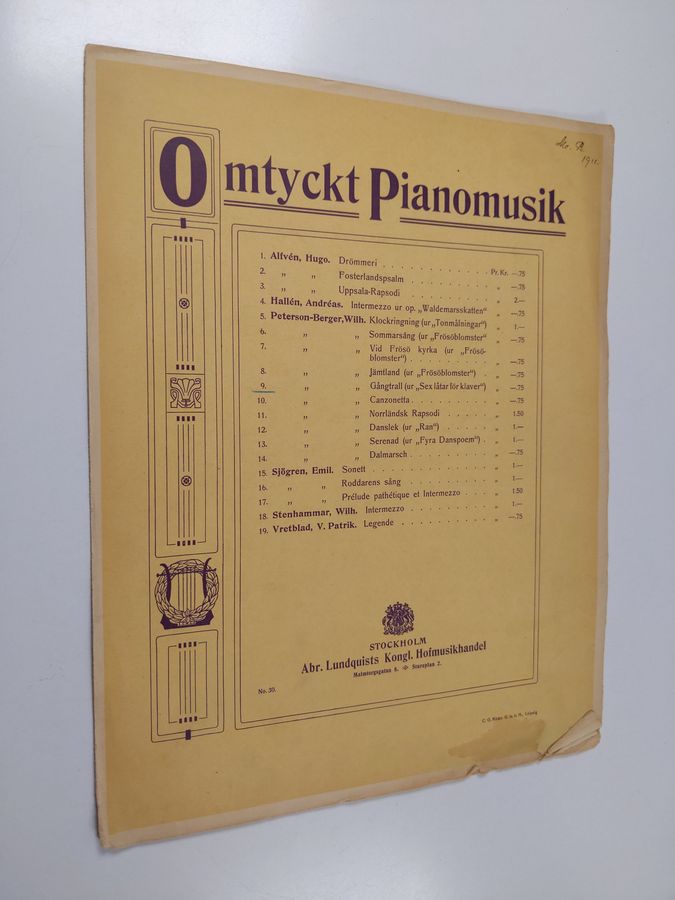 1911.
Omtyckt Pianomusik
1. Alfvén, Hugo. Drömmeri . . . . . . . . . . . . Pr. Kr. —.75
2. „ „ Fosterlandspsalm . . . . . . . . „ —.75
3. „ „ Uppsala-Rapsodi . . . . . . . . „ 2.—
4. Hallén, Andréas. Intermezzo ur op. „Waldemarsskatten“ „ —.75
5. Peterson-Berger, Wilh. Klockringning (ur „Tonmålningar“) „ 1.—
6. „ „ Sommarsång (ur „Frösöblomster“ „ —.75
7. „ „ Vid Frösö kyrka (ur „Frösö-
blomster“) . . . . . . . . . „ —.75
8. „ „ Jämtland (ur „Frösöblomster“) . „ —.75
9. „ „ Gångtrall (ur „Sex låtar för klaver“) „ —.75
10. „ „ Canzonetta . . . . . . . . . „ —.75
11. „ „ Norrländsk Rapsodi . . . . . „ 1.50
12. „ „ Danslek (ur „Ran“) . . . . . „ 1.—
13. „ „ Serenad (ur „Fyra Danspoem“) . „ 1.—
14. „ „ Dalmarsch . . . . . . . . . „ —.75
15. Sjögren, Emil. Sonett . . . . . . . . . . . . „ 1.—
16. „ „ Roddarens sång . . . . . . . . „ 1.—
17. „ „ Prélude pathétique et Intermezzo . . . „ 1.50
18. Stenhammar, Wilh. Intermezzo . . . . . . . . „ 1.—
19. Vretblad, V. Patrik. Legende . . . . . . . . . „ —.75
STOCKHOLM
Abr. Lundquists Kongl. Hofmusikhandel
Malmtorgsgatan 8. Stureplan 2.
No. 30.
C. G. Röder G. m. b. H., Leipzig